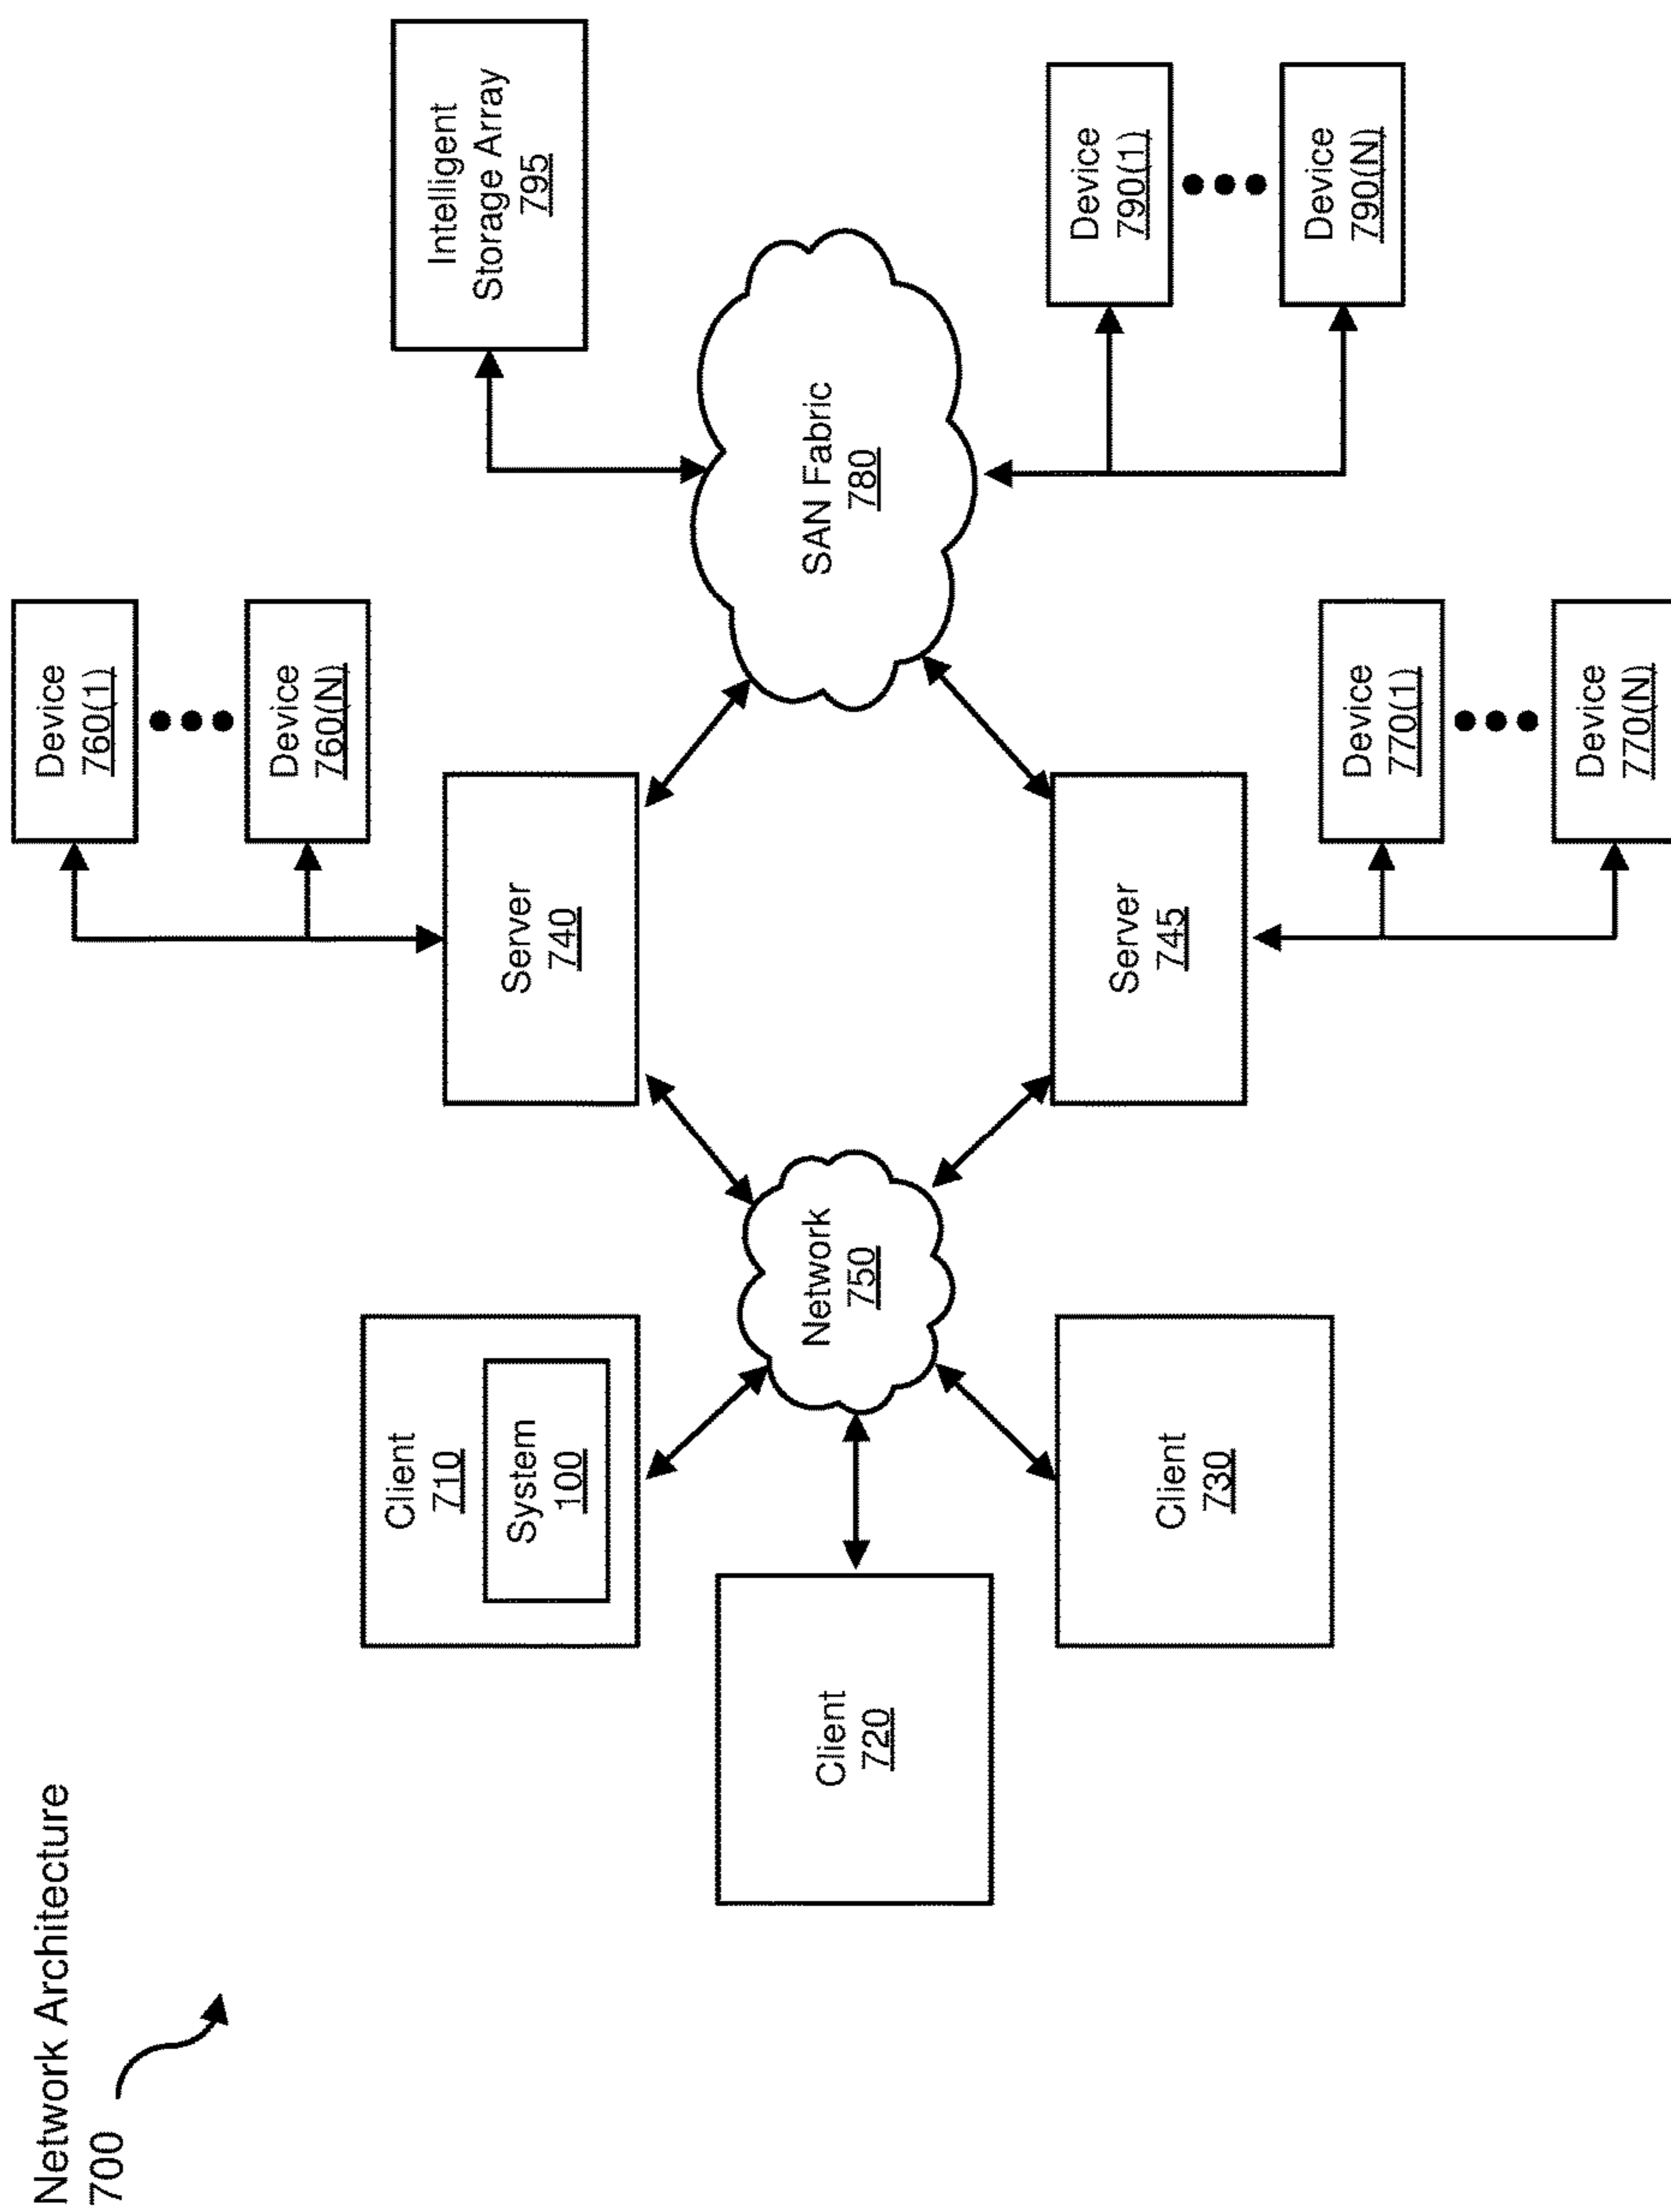 Network Architecture
700
Client
710
System
100
Client
720
Client
730
Network
750
Server
740
Server
745
Device
760(1)
Device
760(N)
Device
770(1)
Device
770(N)
SAN Fabric
780
Intelligent
Storage Array
795
Device
790(1)
Device
790(N)